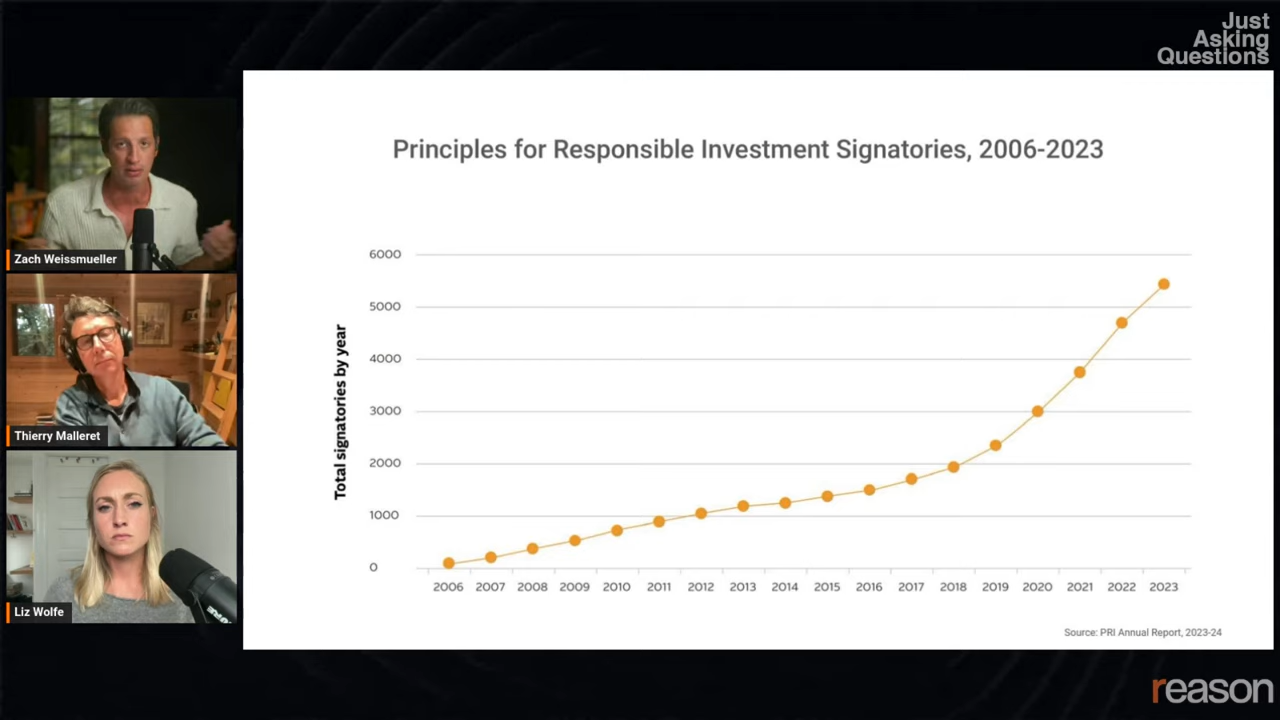 Just
Asking
Questions
Zach Weissmueller
Thierry Malleret
Liz Wolfe
Principles for Responsible Investment Signatories, 2006-2023
Total signatories by year
6000
5000
4000
3000
2000
1000
0
2006 2007 2008 2009 2010 2011 2012 2013 2014 2015 2016 2017 2018 2019 2020 2021 2022 2023
Source: PRI Annual Report, 2023-24
reason